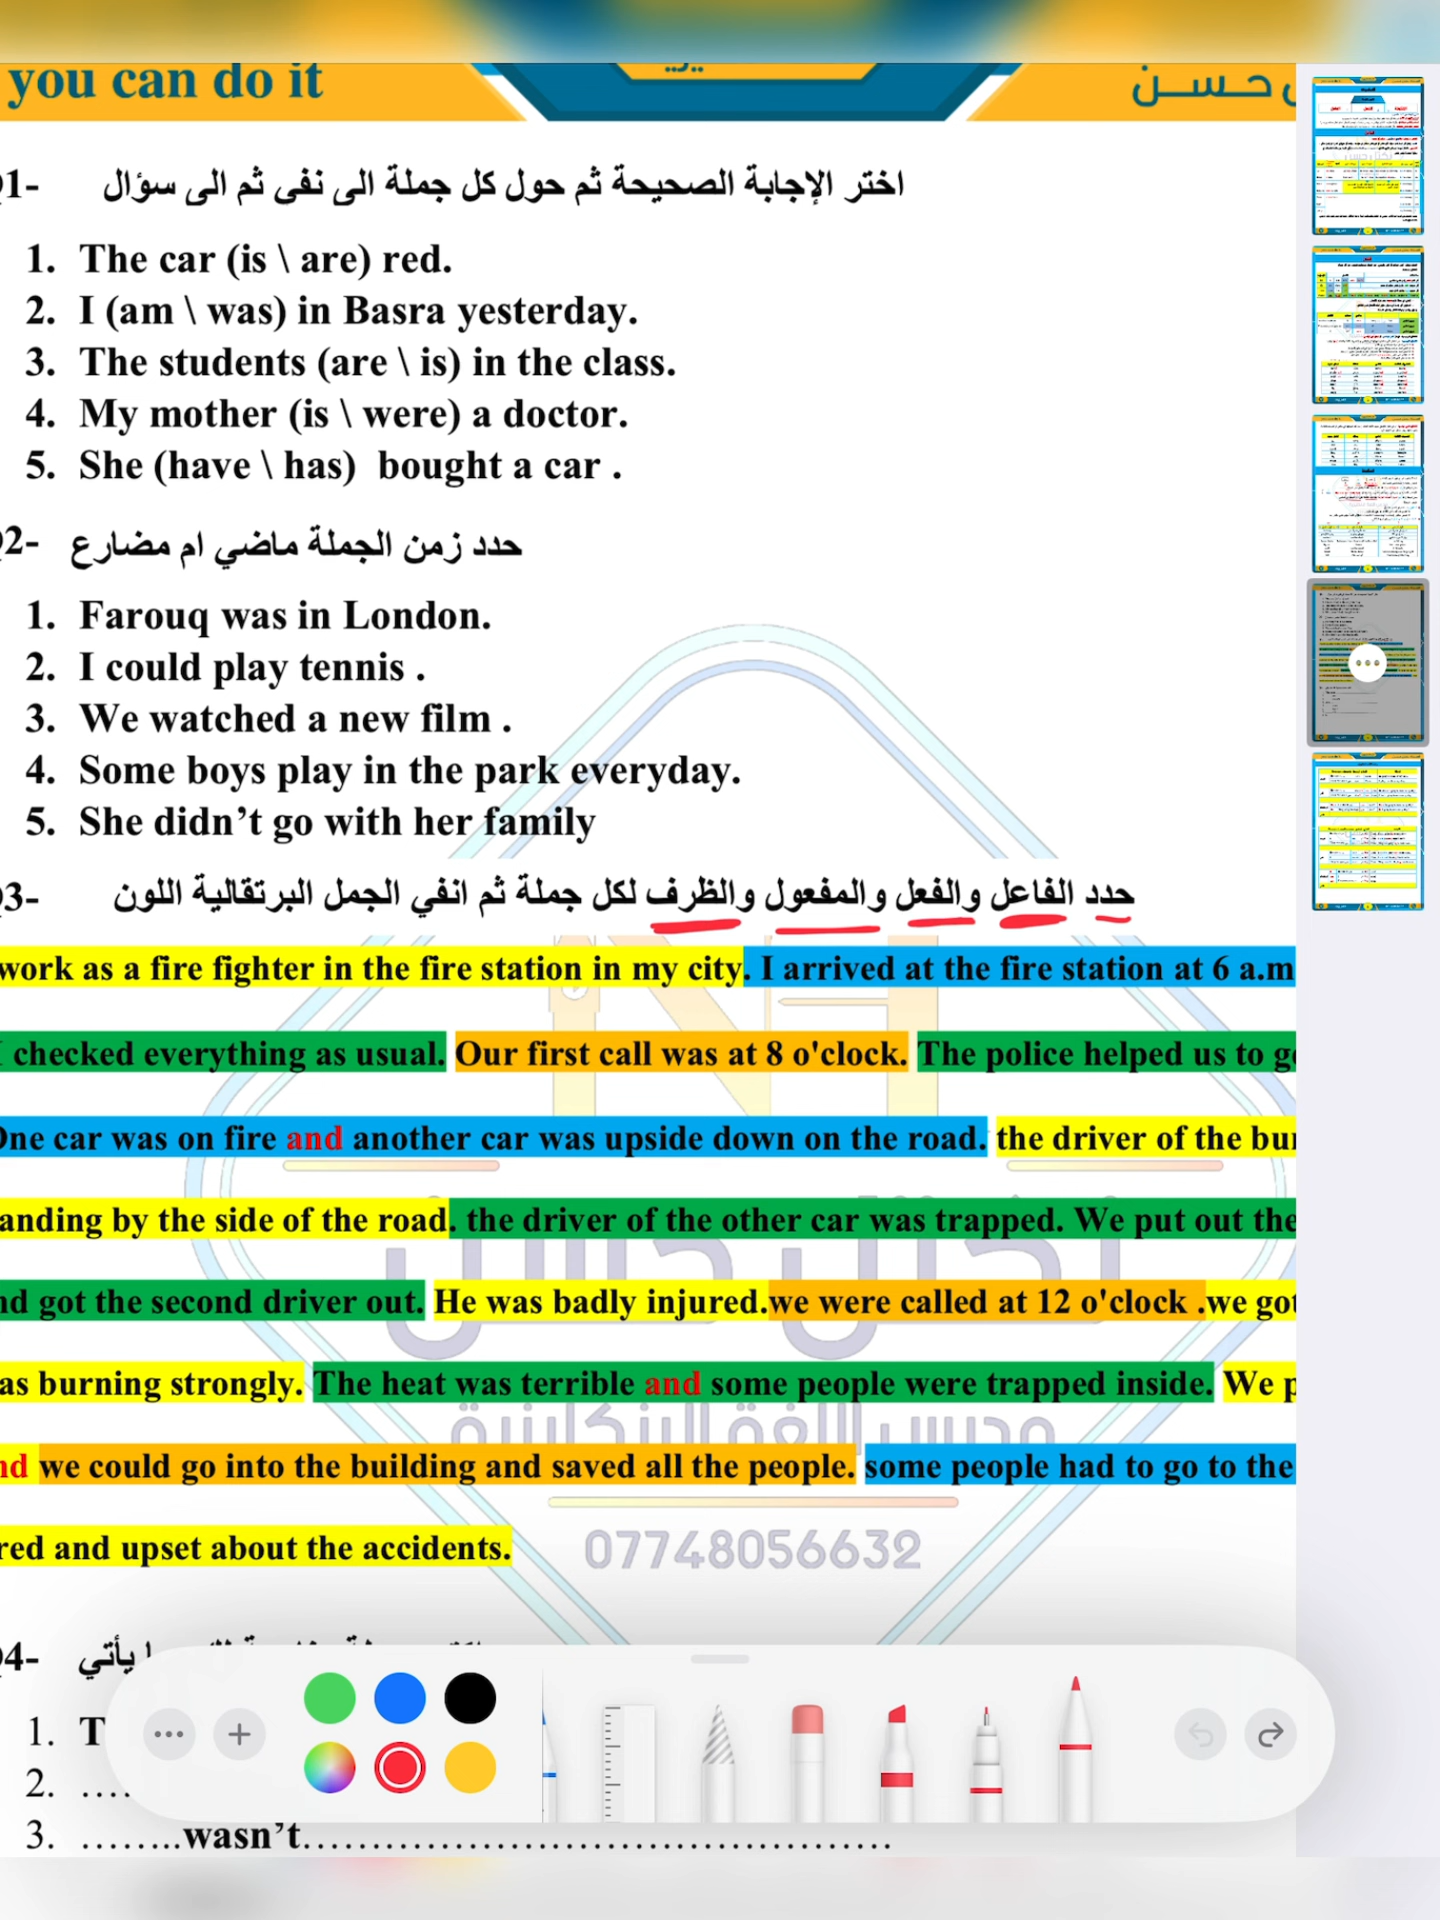 you can do it
حسن
1- اختر الإجابة الصحيحة ثم حول كل جملة الى نفى ثم الى سؤال
1. The car (is \ are) red.
2. I (am \ was) in Basra yesterday.
3. The students (are \ is) in the class.
4. My mother (is \ were) a doctor.
5. She (have \ has) bought a car .
2- حدد زمن الجملة ماضي ام مضارع
1. Farouq was in London.
2. I could play tennis .
3. We watched a new film .
4. Some boys play in the park everyday.
5. She didn’t go with her family
3- حدد الفاعل والفعل والمفعول والظرف لكل جملة ثم انفي الجمل البرتقالية اللون
work as a fire fighter in the fire station in my city. I arrived at the fire station at 6 a.m
I checked everything as usual. Our first call was at 8 o'clock. The police helped us to
One car was on fire and another car was upside down on the road. the driver of the
anding by the side of the road. the driver of the other car was trapped. We put out the
nd got the second driver out. He was badly injured.we were called at 12 o'clock .we got
as burning strongly. The heat was terrible and some people were trapped inside. We
nd we could go into the building and saved all the people. some people had to go to the
red and upset about the accidents.
مدرس اللغة الانكليزية
07748056632
4- يأتي
1. T
2. ....
3. ……..wasn’t…………………………………………